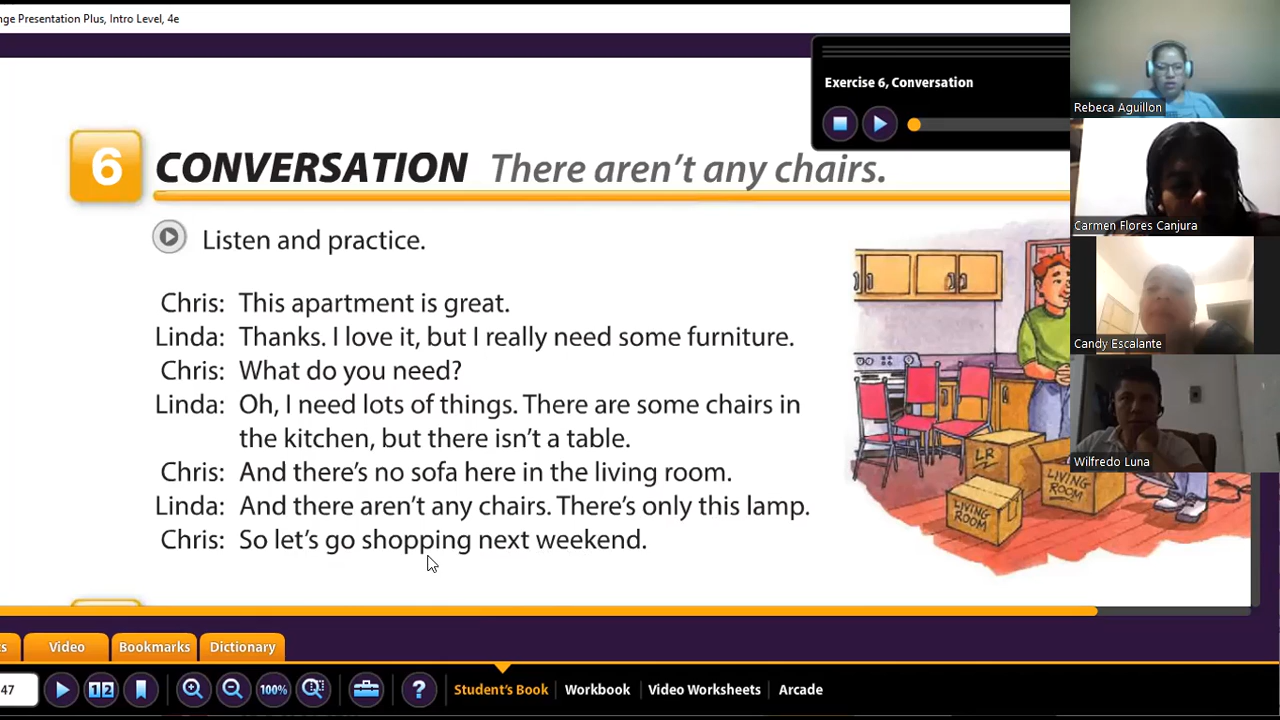 nge Presentation Plus, Intro Level, 4e
Exercise 6, Conversation
6 CONVERSATION There aren't any chairs.
Listen and practice.
Chris: This apartment is great.
Linda: Thanks. I love it, but I really need some furniture.
Chris: What do you need?
Linda: Oh, I need lots of things. There are some chairs in
the kitchen, but there isn't a table.
Chris: And there's no sofa here in the living room.
Linda: And there aren't any chairs. There's only this lamp.
Chris: So let's go shopping next weekend.
LR
LIVING
ROOM
LIVING
ROOM
Rebeca Aguillon
Carmen Flores Canjura
Candy Escalante
Wilfredo Luna
ts Video Bookmarks Dictionary
47 12 100% ? Student's Book Workbook Video Worksheets Arcade